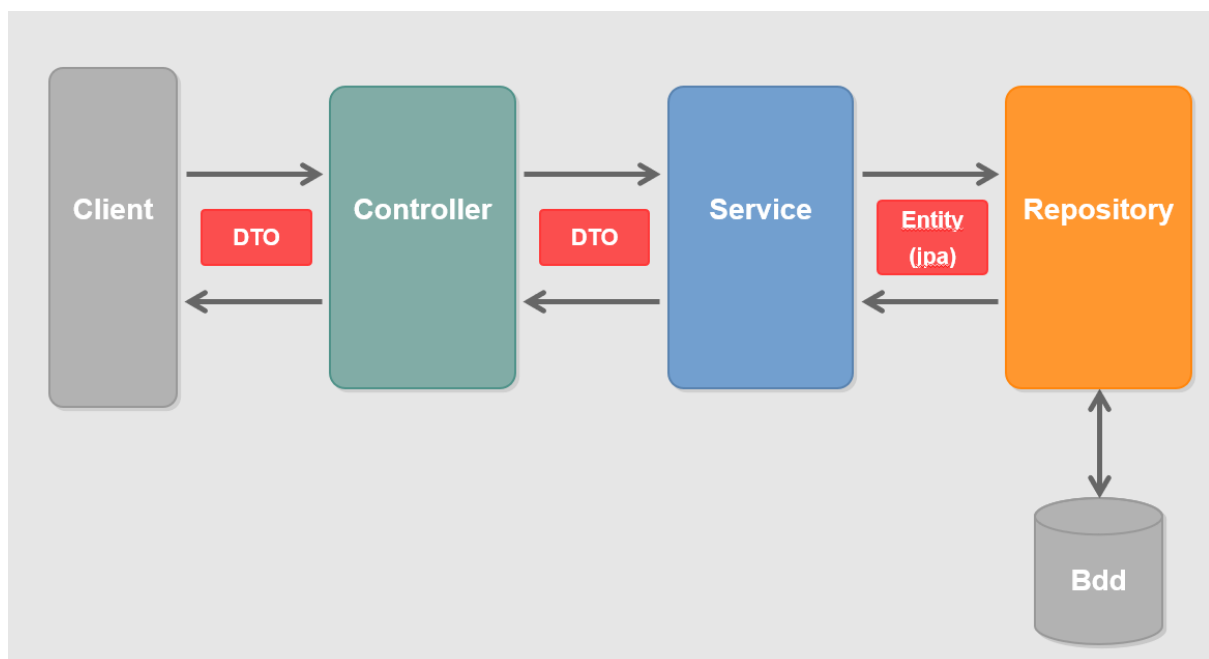 Client
DTO
Controller
DTO
Service
Entity
(jpa)
Repository
Bdd